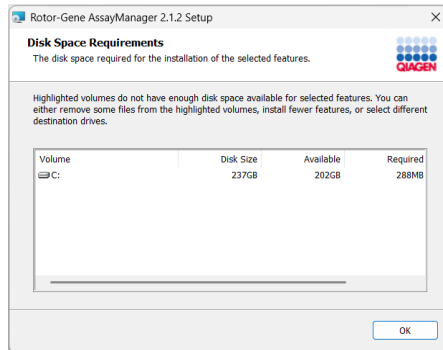 Rotor-Gene AssayManager 2.1.2 Setup
Disk Space Requirements
The disk space required for the installation of the selected features.
QIAGEN
Highlighted volumes do not have enough disk space available for selected features. You can
either remove some files from the highlighted volumes, install fewer features, or select different
destination drives.
Volume Disk Size Available Required
C: 237GB 202GB 288MB
OK